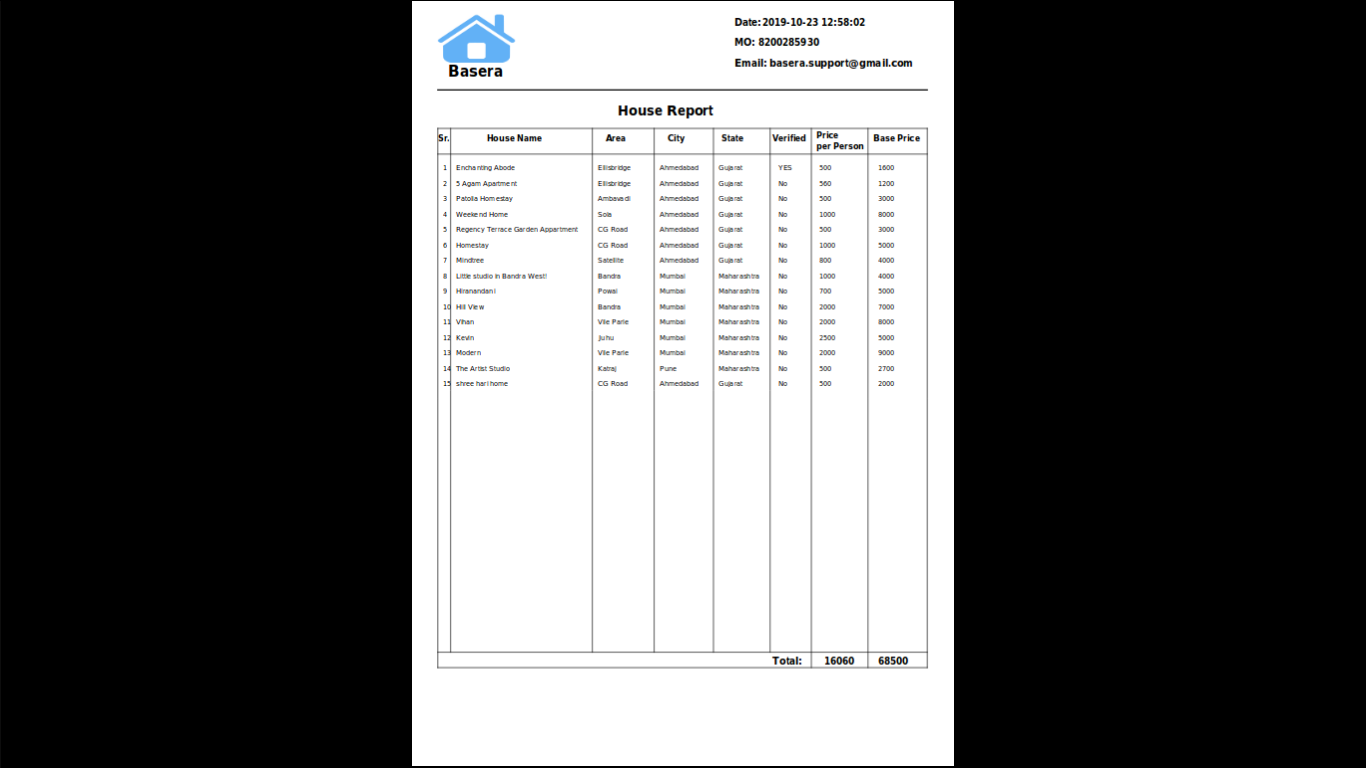 Date: 2019-10-23 12:58:02
MO: 8200285930
Email: basera.support@gmail.com
Basera
House Report
Sr. House Name Area City State Verified Price per Person Base Price
1 Enchanting Abode Ellisbridge Ahmedabad Gujarat YES 500 1600
2 5 Agam Apartment Ellisbridge Ahmedabad Gujarat No 560 1200
3 Patolia Homestay Ambavadi Ahmedabad Gujarat No 500 3000
4 Weekend Home Sola Ahmedabad Gujarat No 1000 8000
5 Regency Terrace Garden Appartment CG Road Ahmedabad Gujarat No 500 3000
6 Homestay CG Road Ahmedabad Gujarat No 1000 5000
7 Mindtree Satellite Ahmedabad Gujarat No 800 4000
8 Little studio in Bandra West! Bandra Mumbai Maharashtra No 1000 4000
9 Hiranandani Powai Mumbai Maharashtra No 700 5000
10 Hill View Bandra Mumbai Maharashtra No 2000 7000
11 Vihan Vile Parle Mumbai Maharashtra No 2000 8000
12 Kevin Juhu Mumbai Maharashtra No 2500 5000
13 Modern Vile Parle Mumbai Maharashtra No 2000 9000
14 The Artist Studio Katraj Pune Maharashtra No 500 2700
15 shree hari home CG Road Ahmedabad Gujarat No 500 2000
Total: 16060 68500